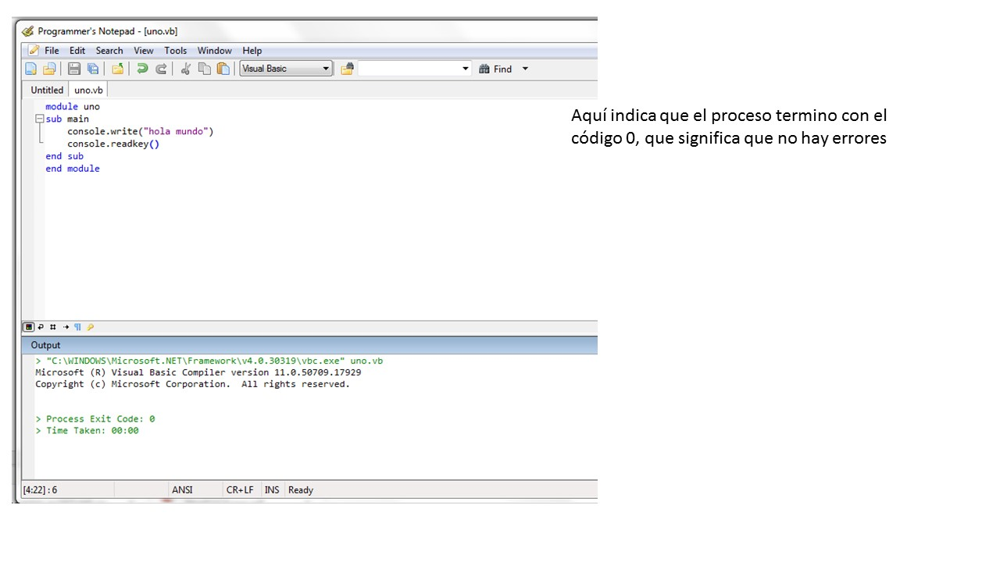 Programmer's Notepad - [uno.vb]
File Edit Search View Tools Window Help
Visual Basic Find
Untitled uno.vb
module uno
sub main
console.write("hola mundo")
console.readkey()
end sub
end module
Aquí indica que el proceso termino con el
código 0, que significa que no hay errores
Output
> "C:\WINDOWS\Microsoft.NET\Framework\v4.0.30319\vbc.exe" uno.vb
Microsoft (R) Visual Basic Compiler version 11.0.50709.17929
Copyright (c) Microsoft Corporation.  All rights reserved.
> Process Exit Code: 0
> Time Taken: 00:00
[4:22] : 6 ANSI CR+LF INS Ready